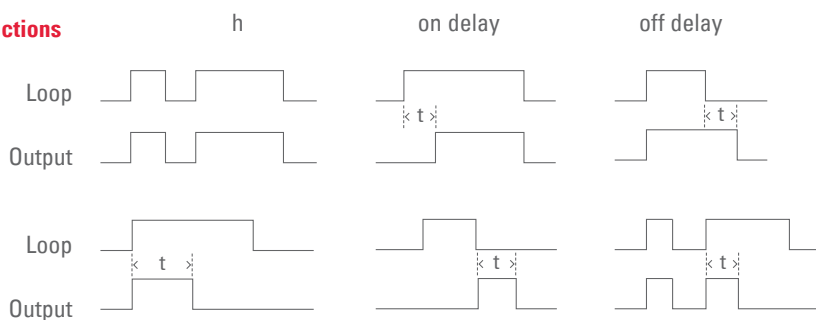 ctions h on delay off delay
Loop
t t
Output
Loop
t t t
Output